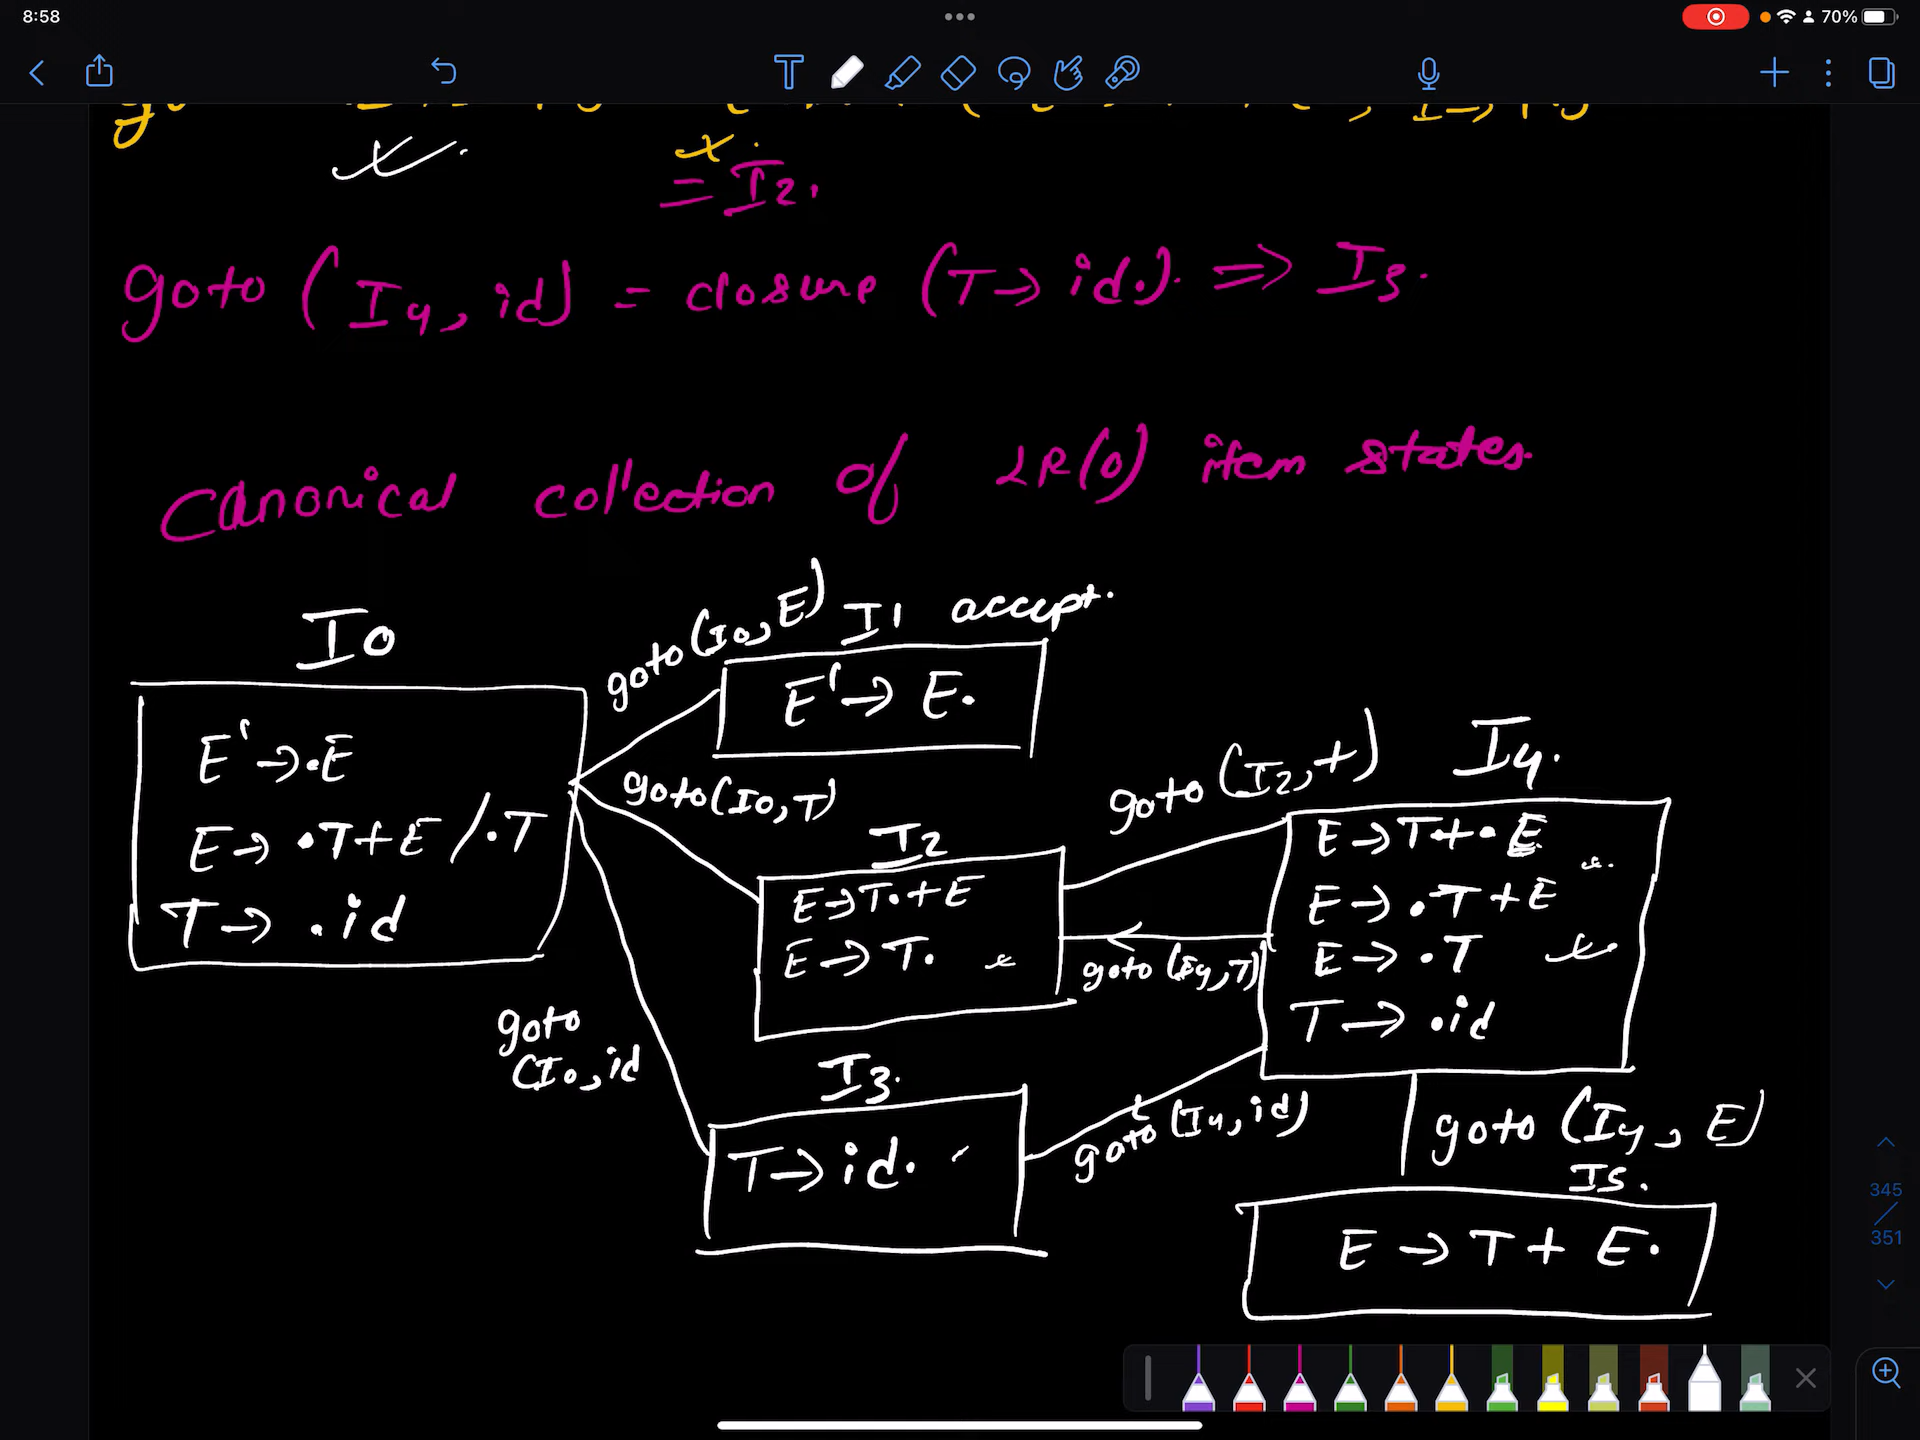 8:58
70%
= I2.
goto (I4, id) = closure (T→ id.). ⇒ I3.
Canonical collection of LR(0) item states.
I0
goto (I0, E)
I1 accept.
E'→ E.
E'→.E
E→ .T+E /.T
T→ .id
goto(I0, T)
I2
E→T.+E
E→T.
goto (I2, +)
I4.
E→T+.E
E→ .T+E
E→ .T
T→ .id
goto (I4, T)
goto
(I0, id
I3.
T→ id.
goto (I4, id)
goto (I4, E)
I5.
E→ T+ E.
345
/
351